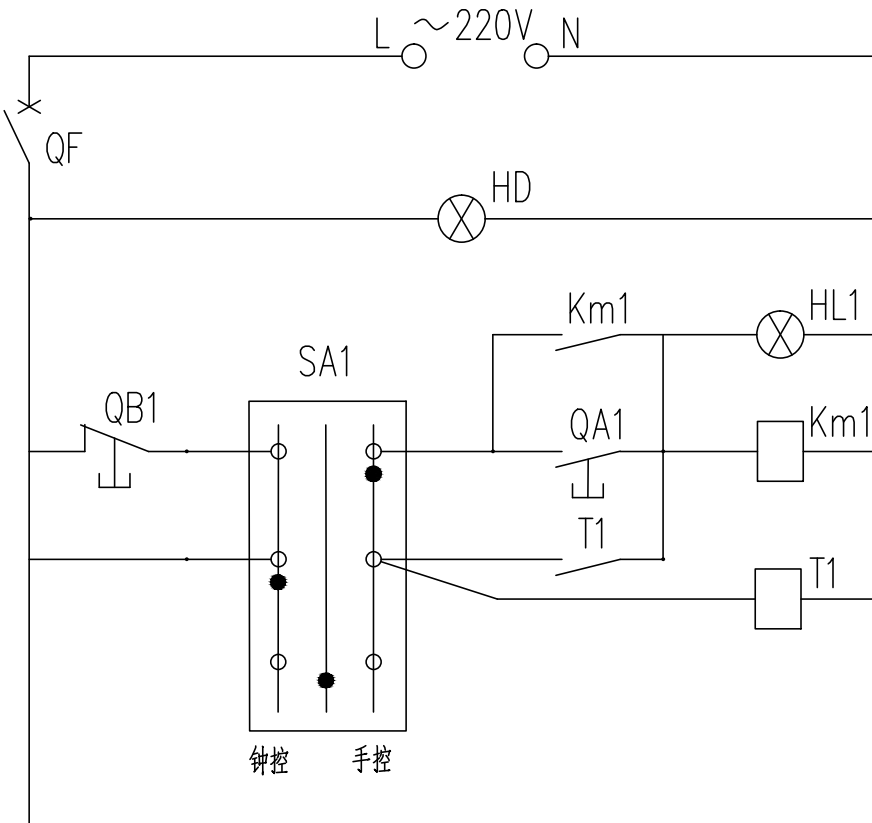 L ～220V N
QF
HD
Km1
HL1
SA1
QB1
QA1
Km1
T1
T1
钟控
手控